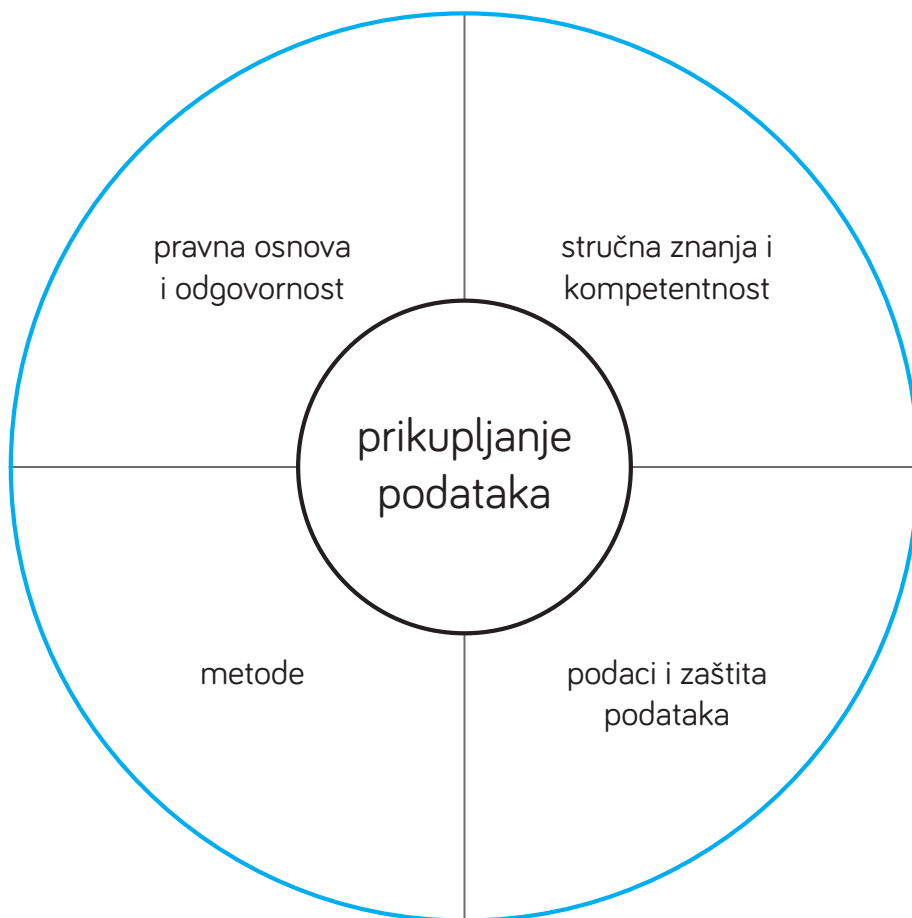 pravna osnova
i odgovornost
stručna znanja i
kompetentnost
prikupljanje
podataka
metode
podaci i zaštita
podataka